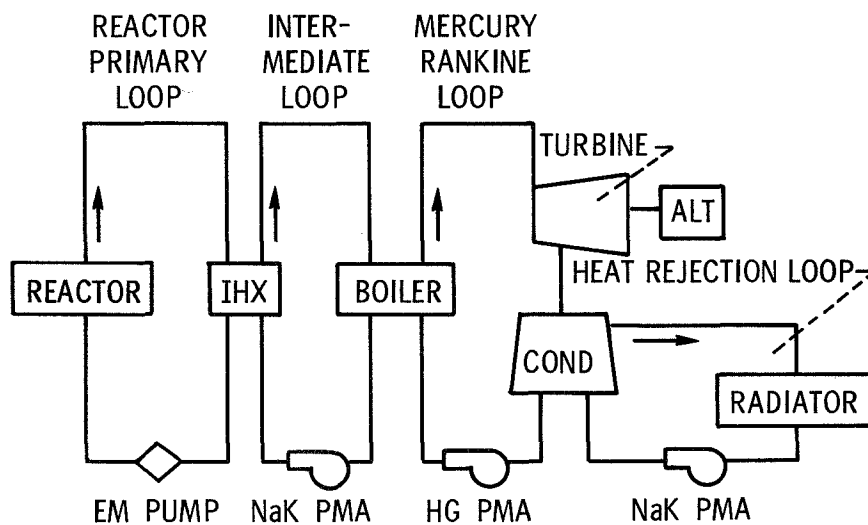 REACTOR
PRIMARY
LOOP
INTER-
MEDIATE
LOOP
MERCURY
RANKINE
LOOP
TURBINE
ALT
HEAT REJECTION LOOP
REACTOR
IHX
BOILER
COND
RADIATOR
EM PUMP
NaK PMA
HG PMA
NaK PMA